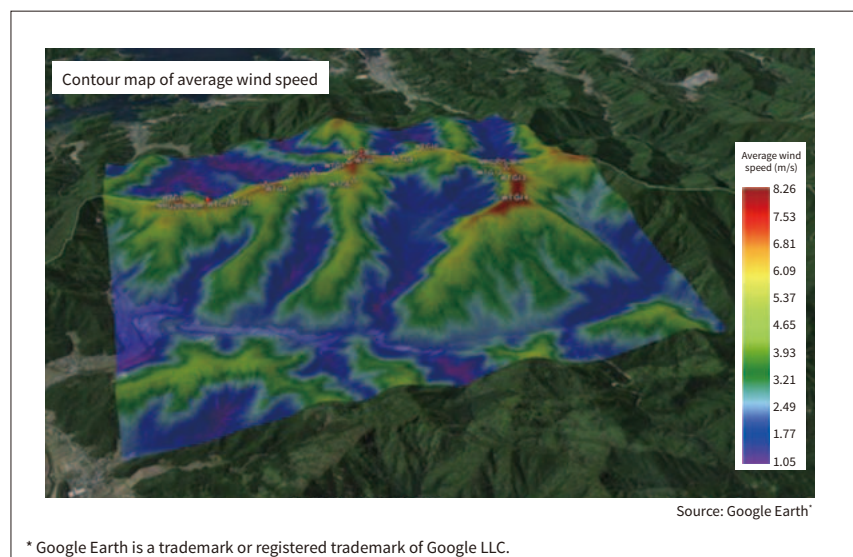 Contour map of average wind speed
Average wind
speed (m/s)
8.26
7.53
6.81
6.09
5.37
4.65
3.93
3.21
2.49
1.77
1.05
Source: Google Earth*
* Google Earth is a trademark or registered trademark of Google LLC.